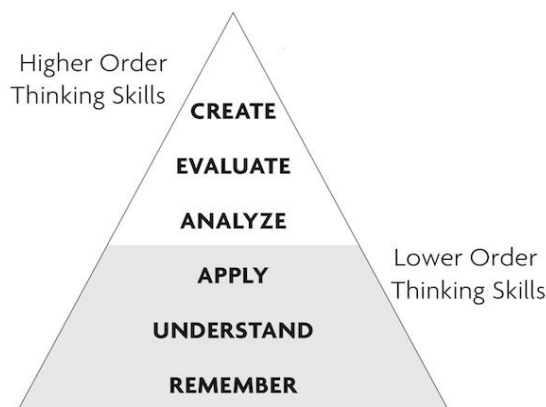 Higher Order
Thinking Skills
CREATE
EVALUATE
ANALYZE
Lower Order
Thinking Skills
APPLY
UNDERSTAND
REMEMBER